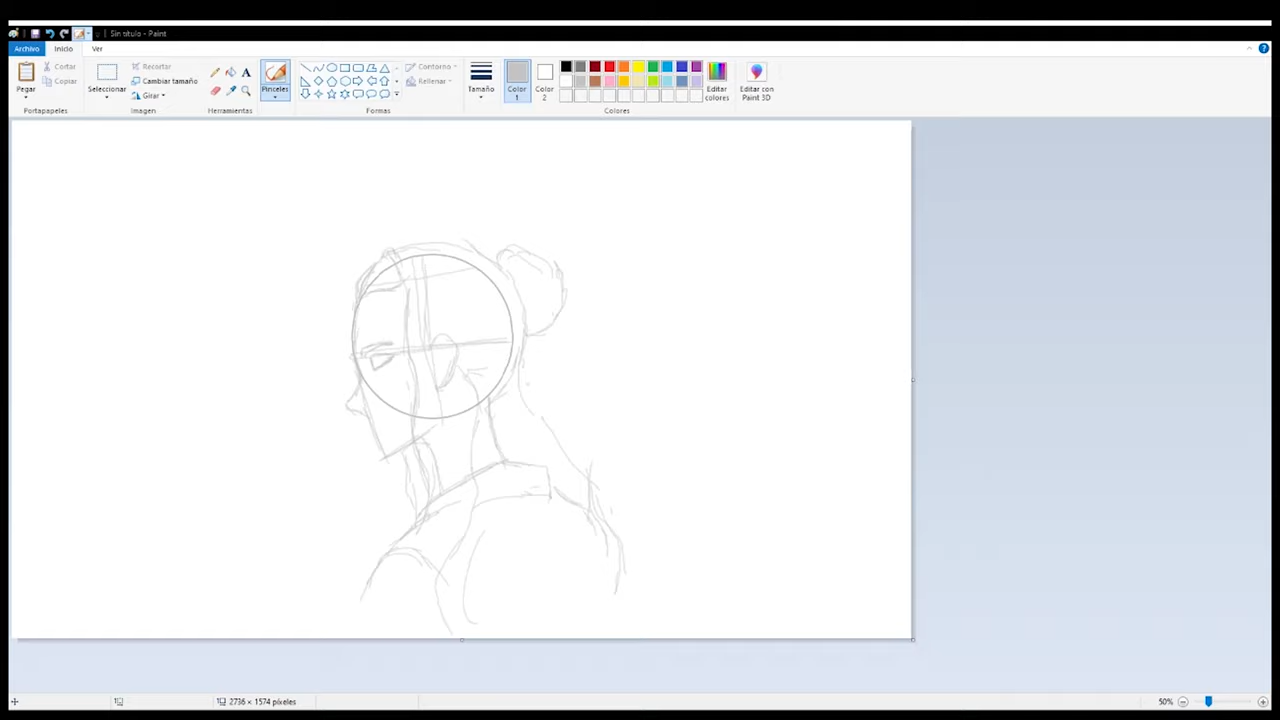 Sin título - Paint
Archivo Inicio Ver
Pegar
Cortar
Copiar
Portapapeles
Seleccionar
Recortar
Cambiar tamaño
Girar
Imagen
A
Herramientas
Pinceles
Contorno
Rellenar
Formas
Tamaño
Color
1
Color
2
Editar
colores
Editar con
Paint 3D
Colores
2736 × 1574 píxeles
50%